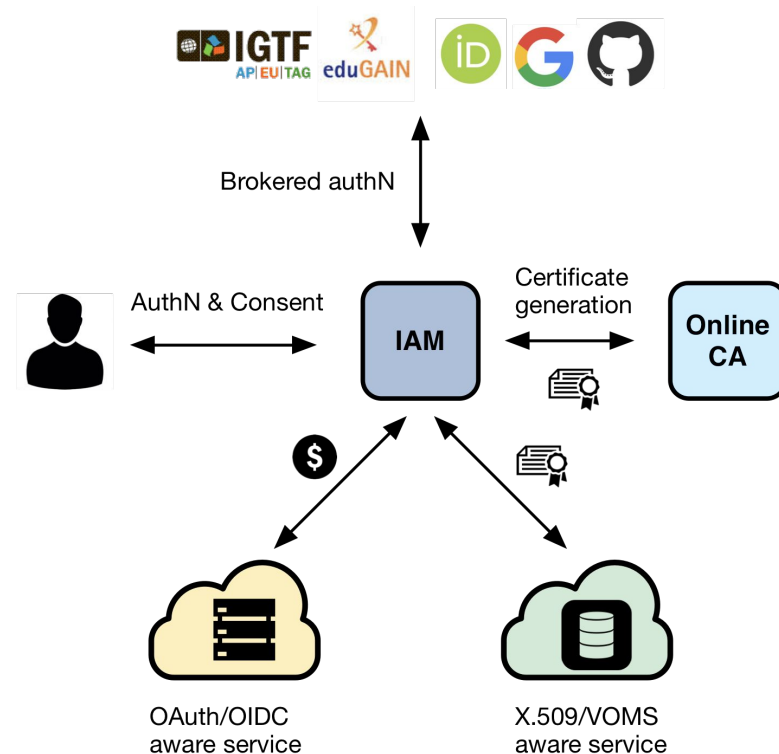 IGTF
AP|EU|TAG
eduGAIN
iD
G
Brokered authN
AuthN & Consent
IAM
Certificate
generation
Online
CA
$
OAuth/OIDC
aware service
X.509/VOMS
aware service